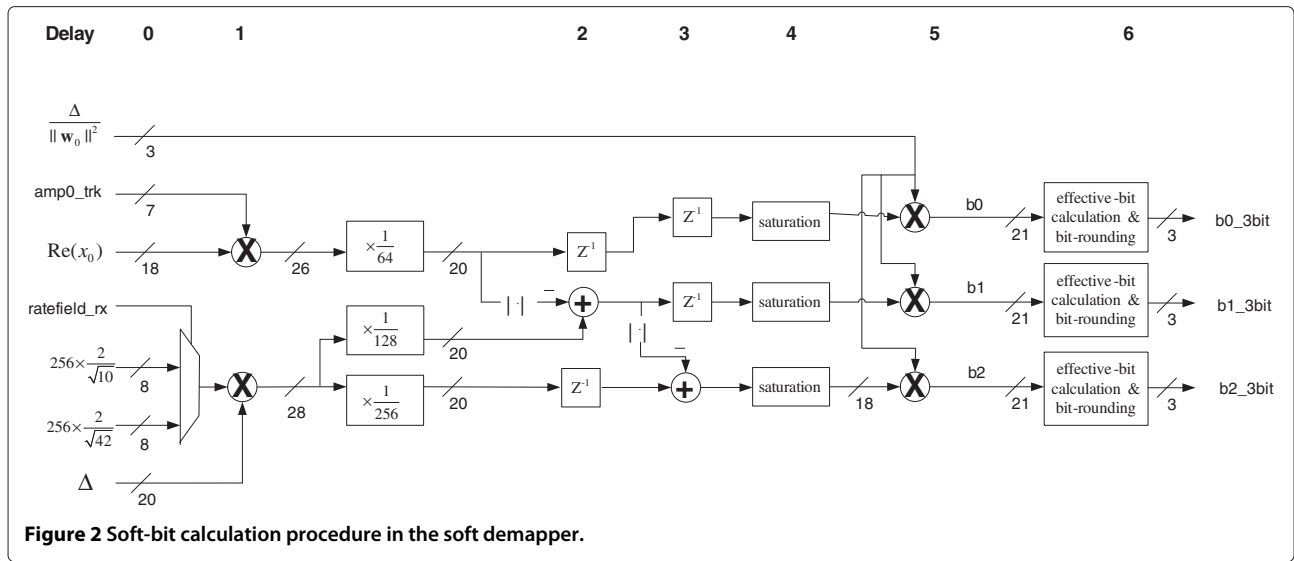 Delay 0 1 2 3 4 5 6
Δ
|| w₀ ||²
3
amp0_trk
7
Re(x₀)
18
X
26
×1/64
20
Z⁻¹
Z⁻¹
saturation
X
b0
21
effective -bit
calculation &
bit-rounding
3
b0_3bit
| · |
−
+
Z⁻¹
saturation
X
b1
21
effective-bit
calculation &
bit-rounding
3
b1_3bit
ratefield_rx
×1/128
20
| · |
−
256×2/√10
8
X
28
×1/256
20
Z⁻¹
+
saturation
18
X
b2
21
effective-bit
calculation &
bit-rounding
3
b2_3bit
256×2/√42
8
Δ
20
Figure 2 Soft-bit calculation procedure in the soft demapper.